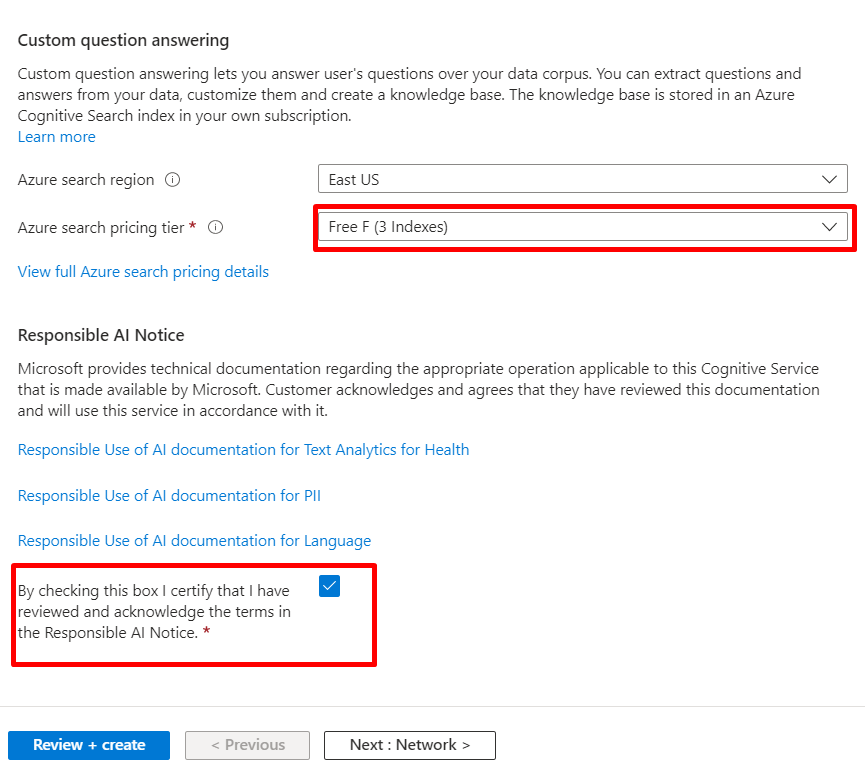 Custom question answering
Custom question answering lets you answer user's questions over your data corpus. You can extract questions and
answers from your data, customize them and create a knowledge base. The knowledge base is stored in an Azure
Cognitive Search index in your own subscription.
Learn more
Azure search region
East US
Azure search pricing tier *
Free F (3 Indexes)
View full Azure search pricing details
Responsible AI Notice
Microsoft provides technical documentation regarding the appropriate operation applicable to this Cognitive Service
that is made available by Microsoft. Customer acknowledges and agrees that they have reviewed this documentation
and will use this service in accordance with it.
Responsible Use of AI documentation for Text Analytics for Health
Responsible Use of AI documentation for PII
Responsible Use of AI documentation for Language
By checking this box I certify that I have
reviewed and acknowledge the terms in
the Responsible AI Notice. *
Review + create
< Previous
Next : Network >